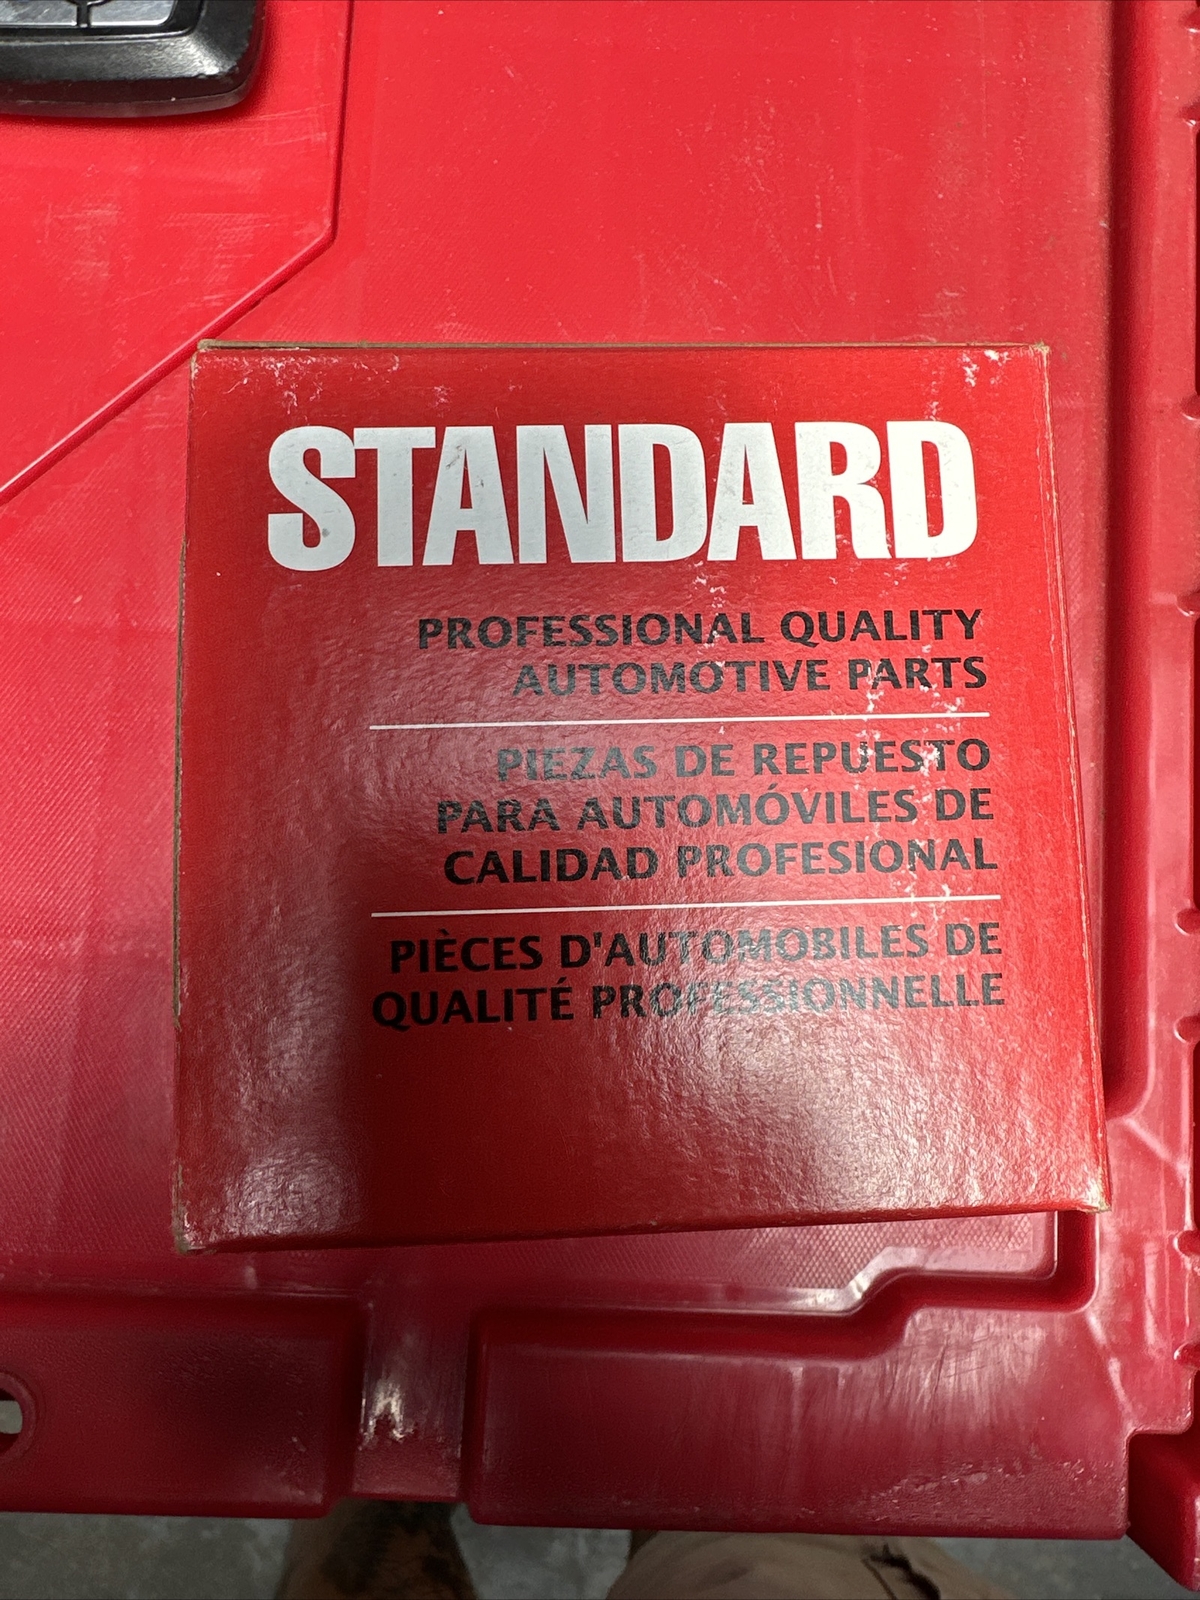 STANDARD
PROFESSIONAL QUALITY
AUTOMOTIVE PARTS
PIEZAS DE REPUESTO
PARA AUTOMÓVILES DE
CALIDAD PROFESIONAL
PIÈCES D'AUTOMOBILES DE
QUALITÉ PROFESSIONNELLE